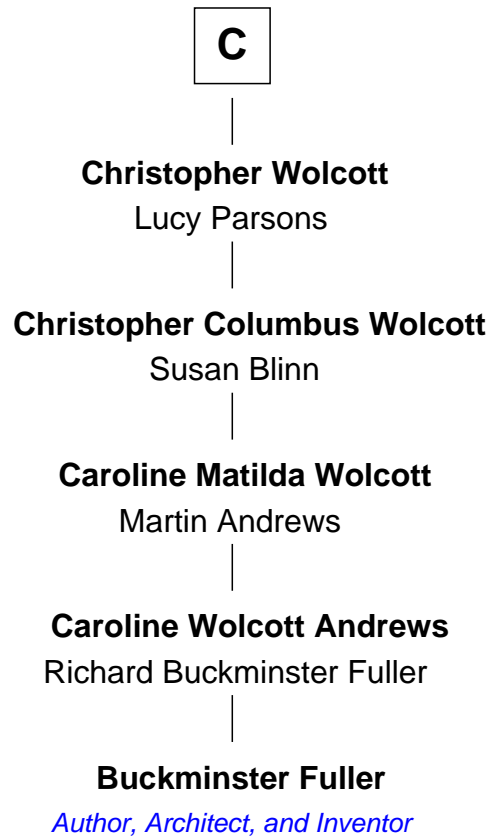 C
Christopher Wolcott
Lucy Parsons
Christopher Columbus Wolcott
Susan Blinn
Caroline Matilda Wolcott
Martin Andrews
Caroline Wolcott Andrews
Richard Buckminster Fuller
Buckminster Fuller
Author, Architect, and Inventor